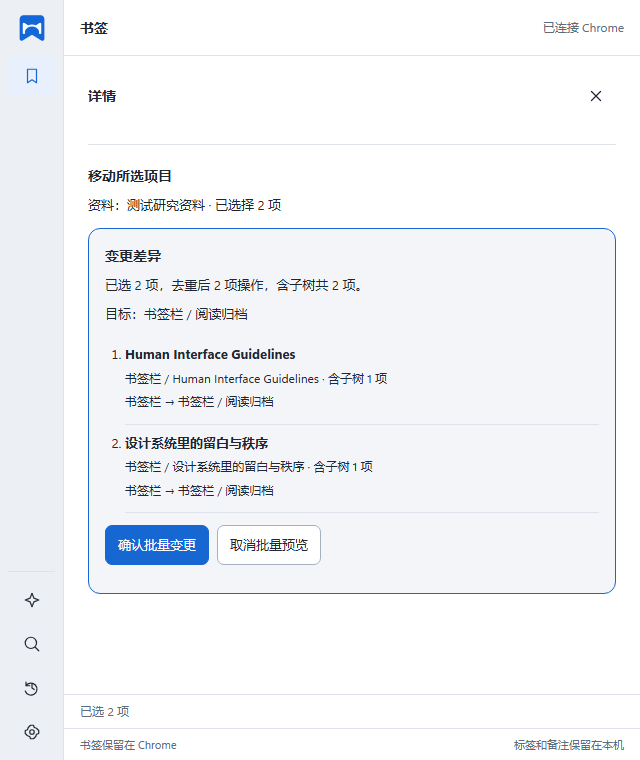 书签
已连接 Chrome
详情
移动所选项目
资料：测试研究资料 · 已选择 2 项
变更差异
已选 2 项，去重后 2 项操作，含子树共 2 项。
目标：书签栏 / 阅读归档
1. Human Interface Guidelines
书签栏 / Human Interface Guidelines · 含子树 1 项
书签栏 → 书签栏 / 阅读归档
2. 设计系统里的留白与秩序
书签栏 / 设计系统里的留白与秩序 · 含子树 1 项
书签栏 → 书签栏 / 阅读归档
确认批量变更
取消批量预览
已选 2 项
书签保留在 Chrome
标签和备注保留在本机